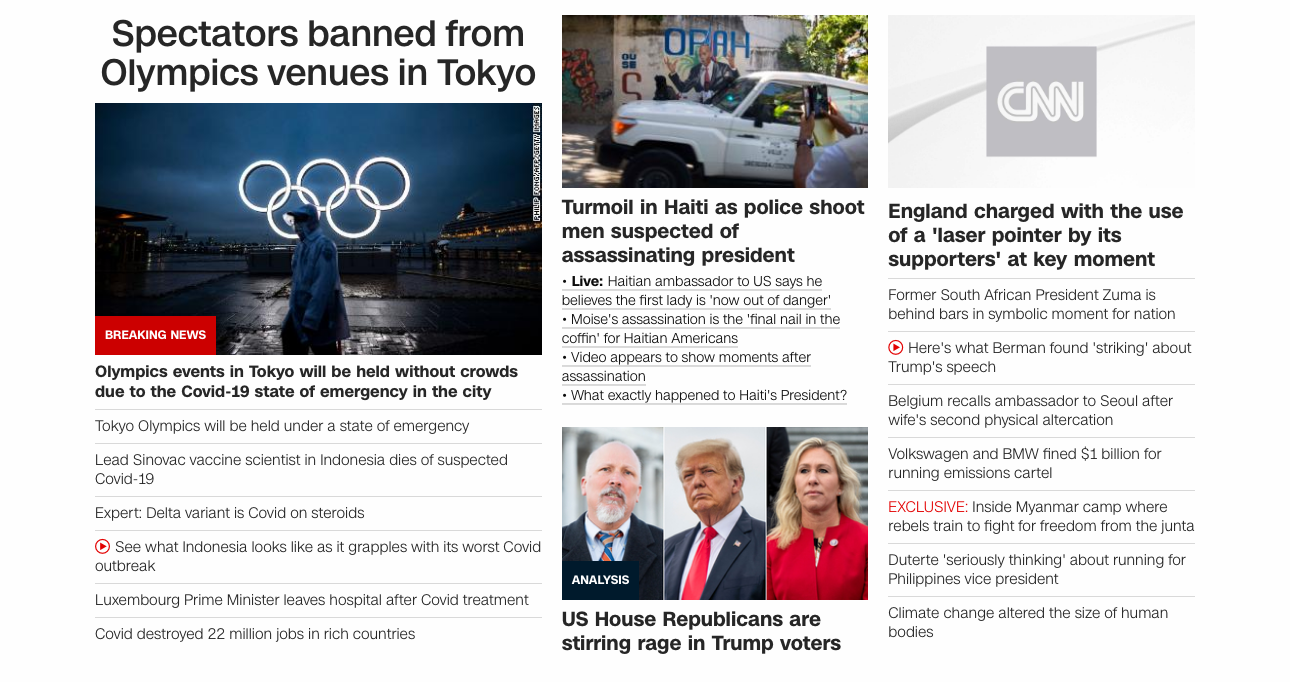 Spectators banned from
Olympics venues in Tokyo
PHILIP FONG/AFP/GETTY IMAGES
BREAKING NEWS
Olympics events in Tokyo will be held without crowds
due to the Covid-19 state of emergency in the city
Tokyo Olympics will be held under a state of emergency
Lead Sinovac vaccine scientist in Indonesia dies of suspected
Covid-19
Expert: Delta variant is Covid on steroids
See what Indonesia looks like as it grapples with its worst Covid
outbreak
Luxembourg Prime Minister leaves hospital after Covid treatment
Covid destroyed 22 million jobs in rich countries
Turmoil in Haiti as police shoot
men suspected of
assassinating president
• Live: Haitian ambassador to US says he
believes the first lady is 'now out of danger'
• Moise's assassination is the 'final nail in the
coffin' for Haitian Americans
• Video appears to show moments after
assassination
• What exactly happened to Haiti's President?
ANALYSIS
US House Republicans are
stirring rage in Trump voters
CNN
England charged with the use
of a 'laser pointer by its
supporters' at key moment
Former South African President Zuma is
behind bars in symbolic moment for nation
Here's what Berman found 'striking' about
Trump's speech
Belgium recalls ambassador to Seoul after
wife's second physical altercation
Volkswagen and BMW fined $1 billion for
running emissions cartel
EXCLUSIVE: Inside Myanmar camp where
rebels train to fight for freedom from the junta
Duterte 'seriously thinking' about running for
Philippines vice president
Climate change altered the size of human
bodies